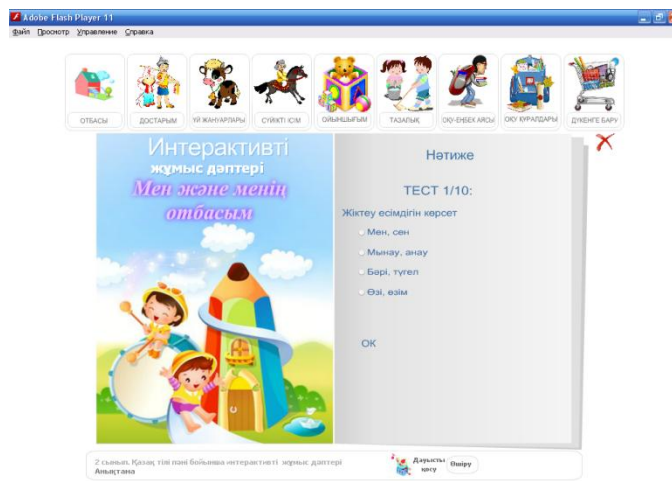 Adobe Flash Player 11
Файл Просмотр Управление Справка
ОТБАСЫ
ДОСТАРЫМ
ҮЙ ЖАНУАРЛАРЫ
СҮЙІКТІ ІСІМ
ОЙЫНШЫҒЫМ
ТАЗАЛЫҚ
ОҚУ-ЕҢБЕК АЯСЫ
ОҚУ ҚҰРАЛДАРЫ
ДҮКЕНГЕ БАРУ
Интерактивті
жұмыс дәптері
Мен және менің
отбасым
Нәтиже
ТЕСТ 1/10:
Жіктеу есімдігін көрсет
Мен, сен
Мынау, анау
Бәрі, түгел
Өзі, өзім
ОК
2 сынып. Қазақ тілі пәні бойынша интерактивті жұмыс дәптері
Анықтама
Дауысты
қосу
Өшіру